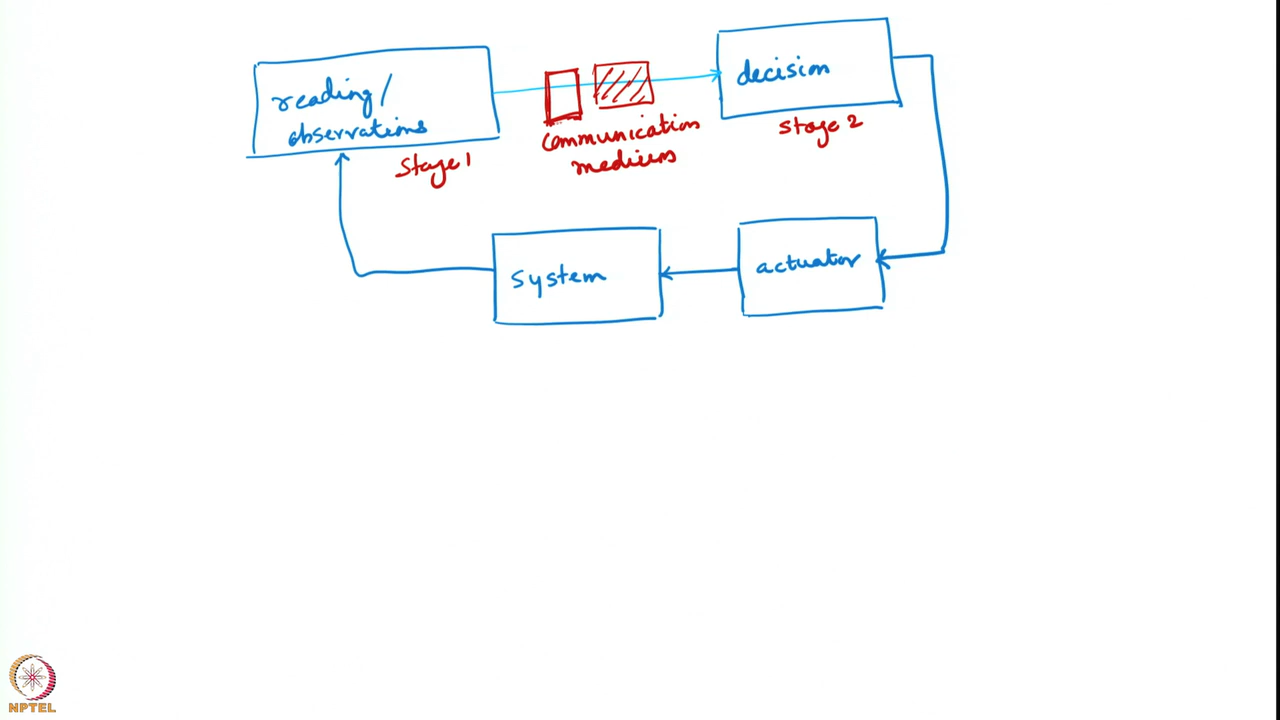 reading/
observations
stage 1
communication
medium
decision
stage 2
system
actuator
NPTEL